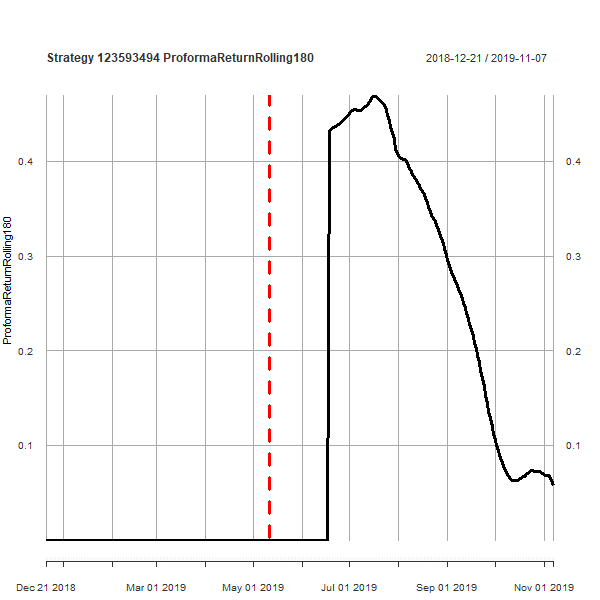 Strategy 123593494 ProformaReturnRolling180
2018-12-21 / 2019-11-07
ProformaReturnRolling180
0.4
0.3
0.2
0.1
0.4
0.3
0.2
0.1
Dec 21 2018
Mar 01 2019
May 01 2019
Jul 01 2019
Sep 01 2019
Nov 01 2019